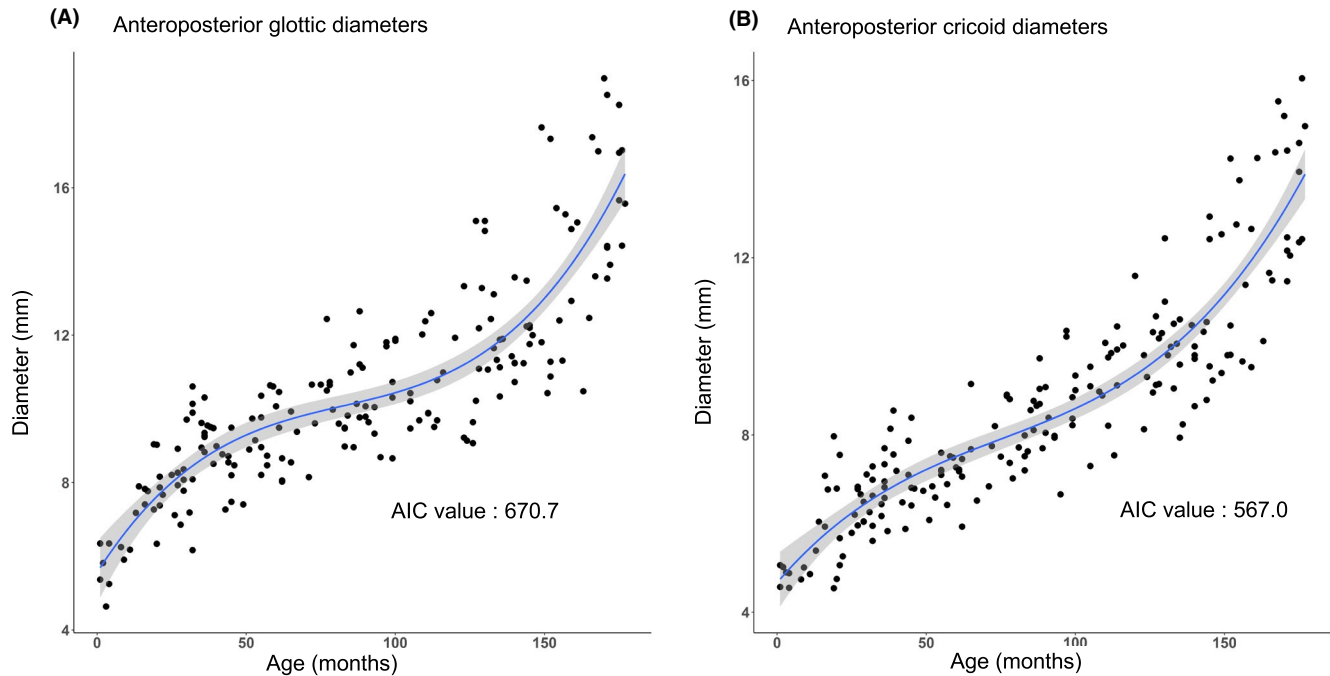 (A) Anteroposterior glottic diameters
16
12
8
4
Diameter (mm)
AIC value : 670.7
0 50 100 150
Age (months)
(B) Anteroposterior cricoid diameters
16
12
8
4
Diameter (mm)
AIC value : 567.0
0 50 100 150
Age (months)